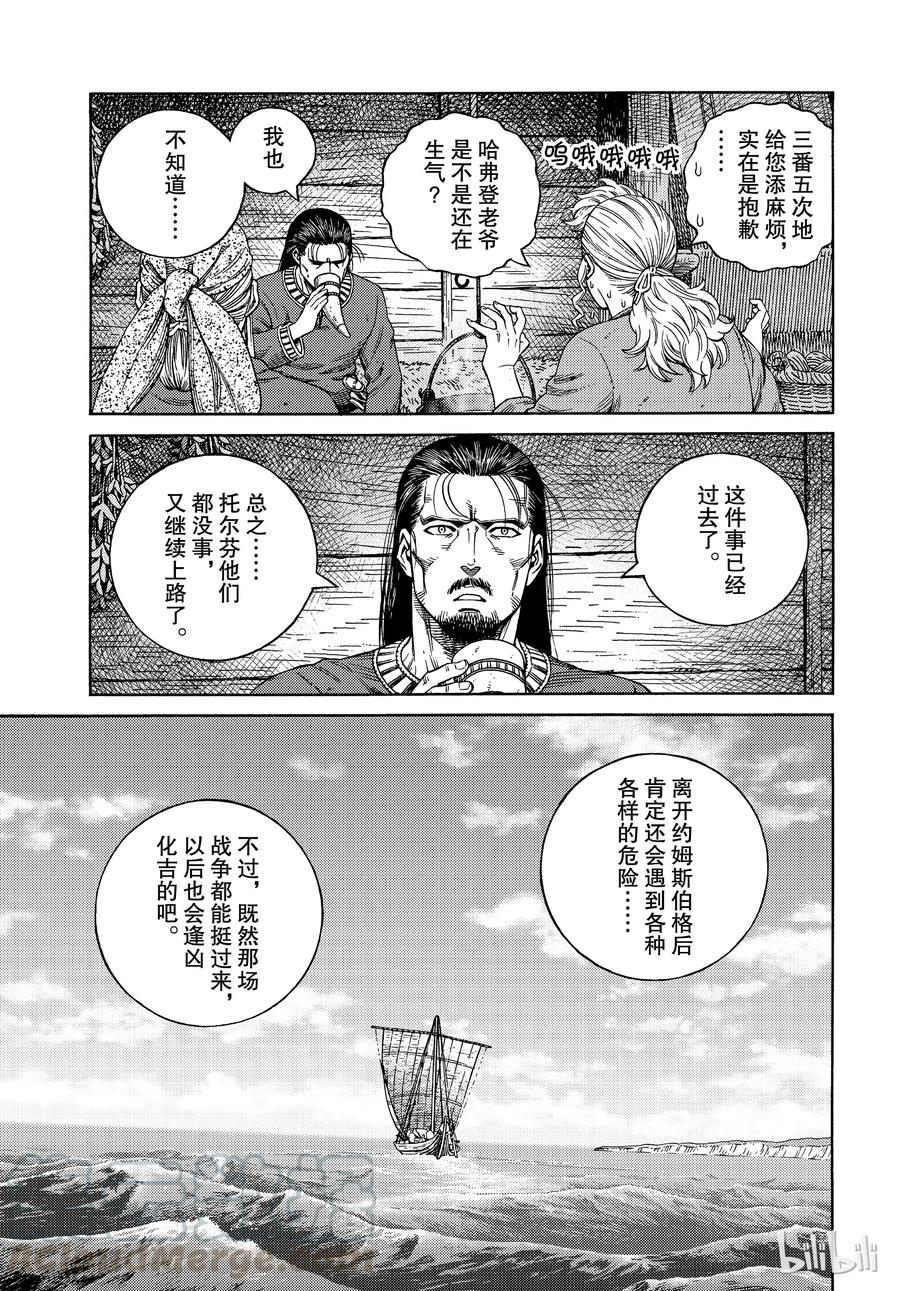 三番五次地
给您添麻烦，
实在是抱歉
……
呜哦哦哦哦
哈弗登老爷
是不是还在
生气？
我也
不知道……
这件事已经
过去了。
总之……
托尔芬他们
都没事，
又继续上路了。
离开约姆斯伯格后
肯定还会遇到各种
各样的危险……
不过，既然那场
战争都能挺过来，
以后也会逢凶
化吉的吧。
ACloudMerge.com
bilibili